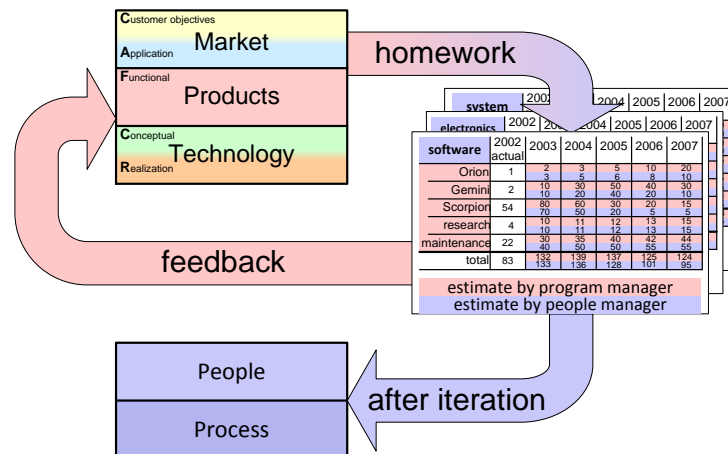 Customer objectives
Market
Application
Functional
Products
Conceptual
Technology
Realization
homework
feedback
system 2002 2004 2005 2006 2007
electronics 2002 2003 2004 2005 2006 2007
software 2002 actual 2003 2004 2005 2006 2007
Orion 1 2 3 5 10 20
3 5 6 8 10
Gemini 2 10 30 50 40 30
10 20 40 20 10
Scorpion 54 80 60 30 20 15
70 50 20 5 5
research 4 10 11 12 13 15
10 11 12 13 15
maintenance 22 30 35 40 42 44
40 50 50 55 55
total 83 132 139 137 125 124
133 136 128 101 95
estimate by program manager
estimate by people manager
People
Process
after iteration